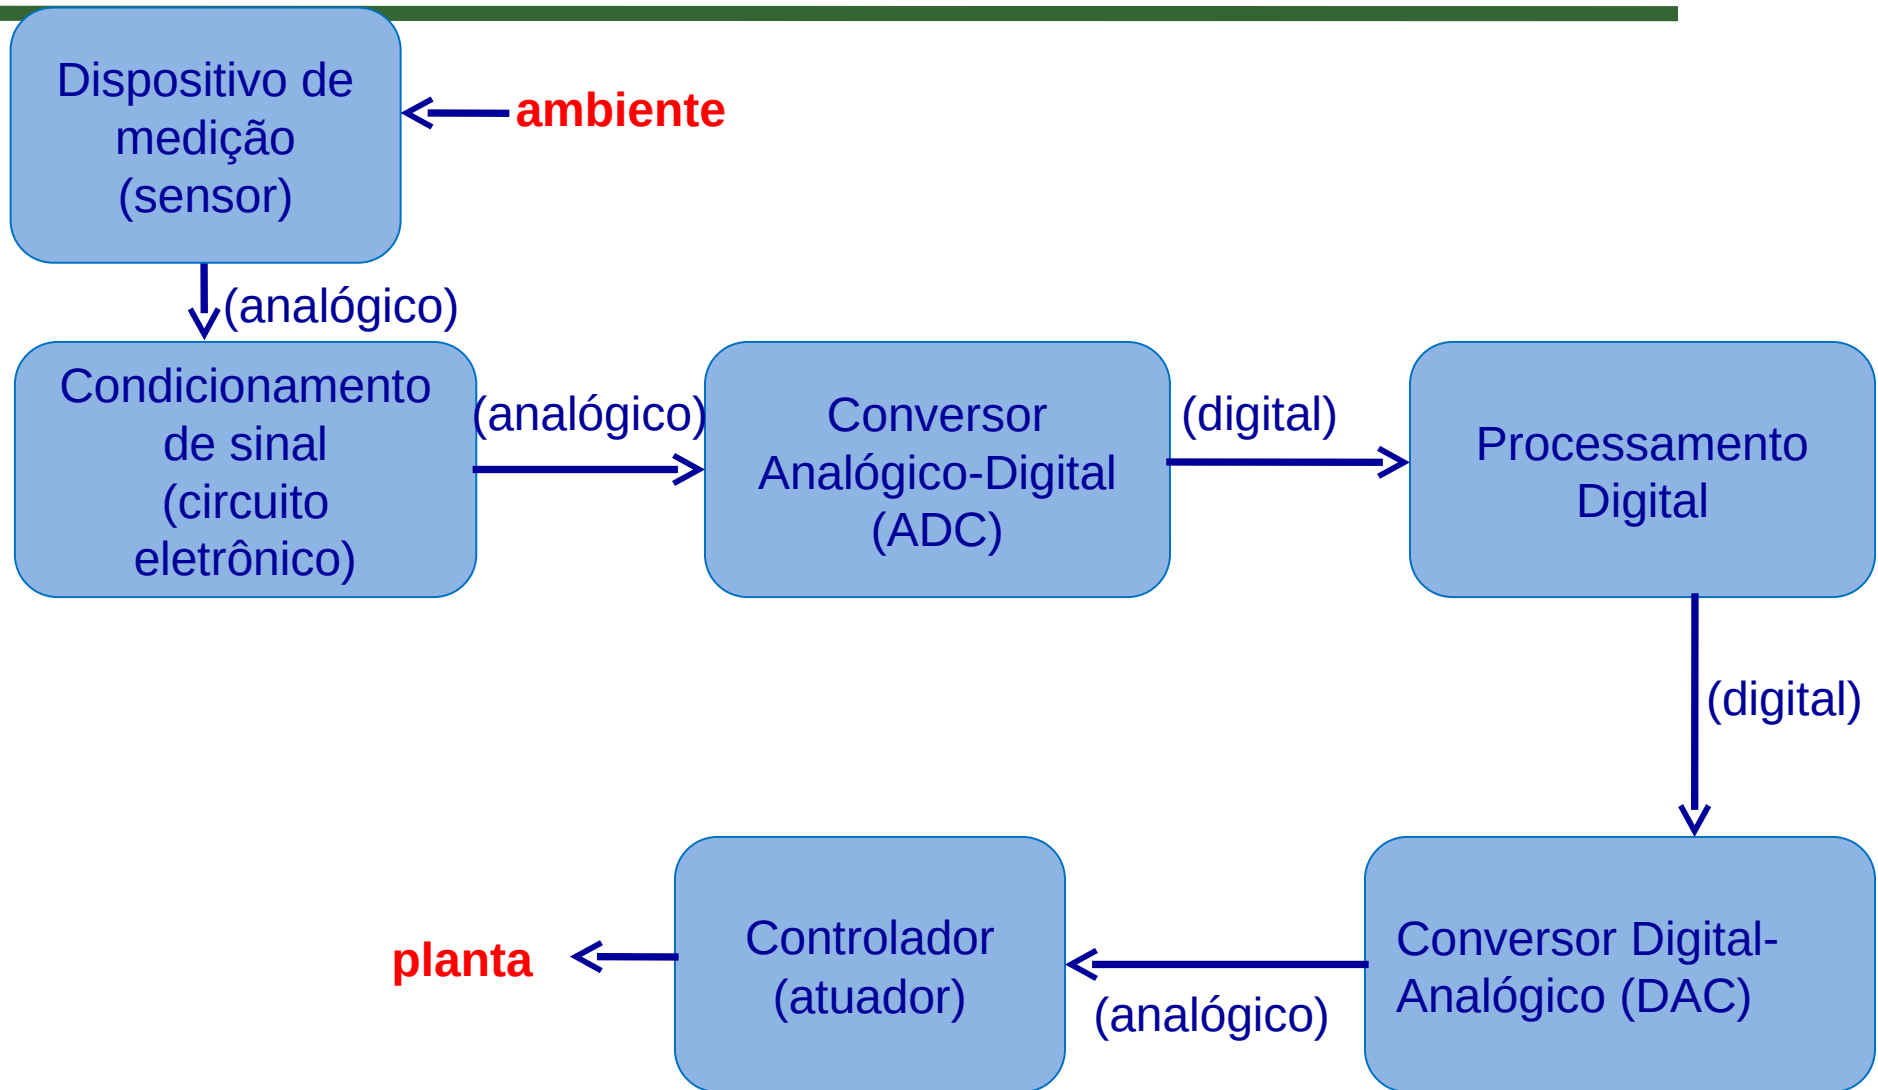 Dispositivo de
medição
(sensor)
ambiente
(analógico)
Condicionamento
de sinal
(circuito
eletrônico)
(analógico)
Conversor
Analógico-Digital
(ADC)
(digital)
Processamento
Digital
(digital)
Conversor Digital-
Analógico (DAC)
(analógico)
Controlador
(atuador)
planta